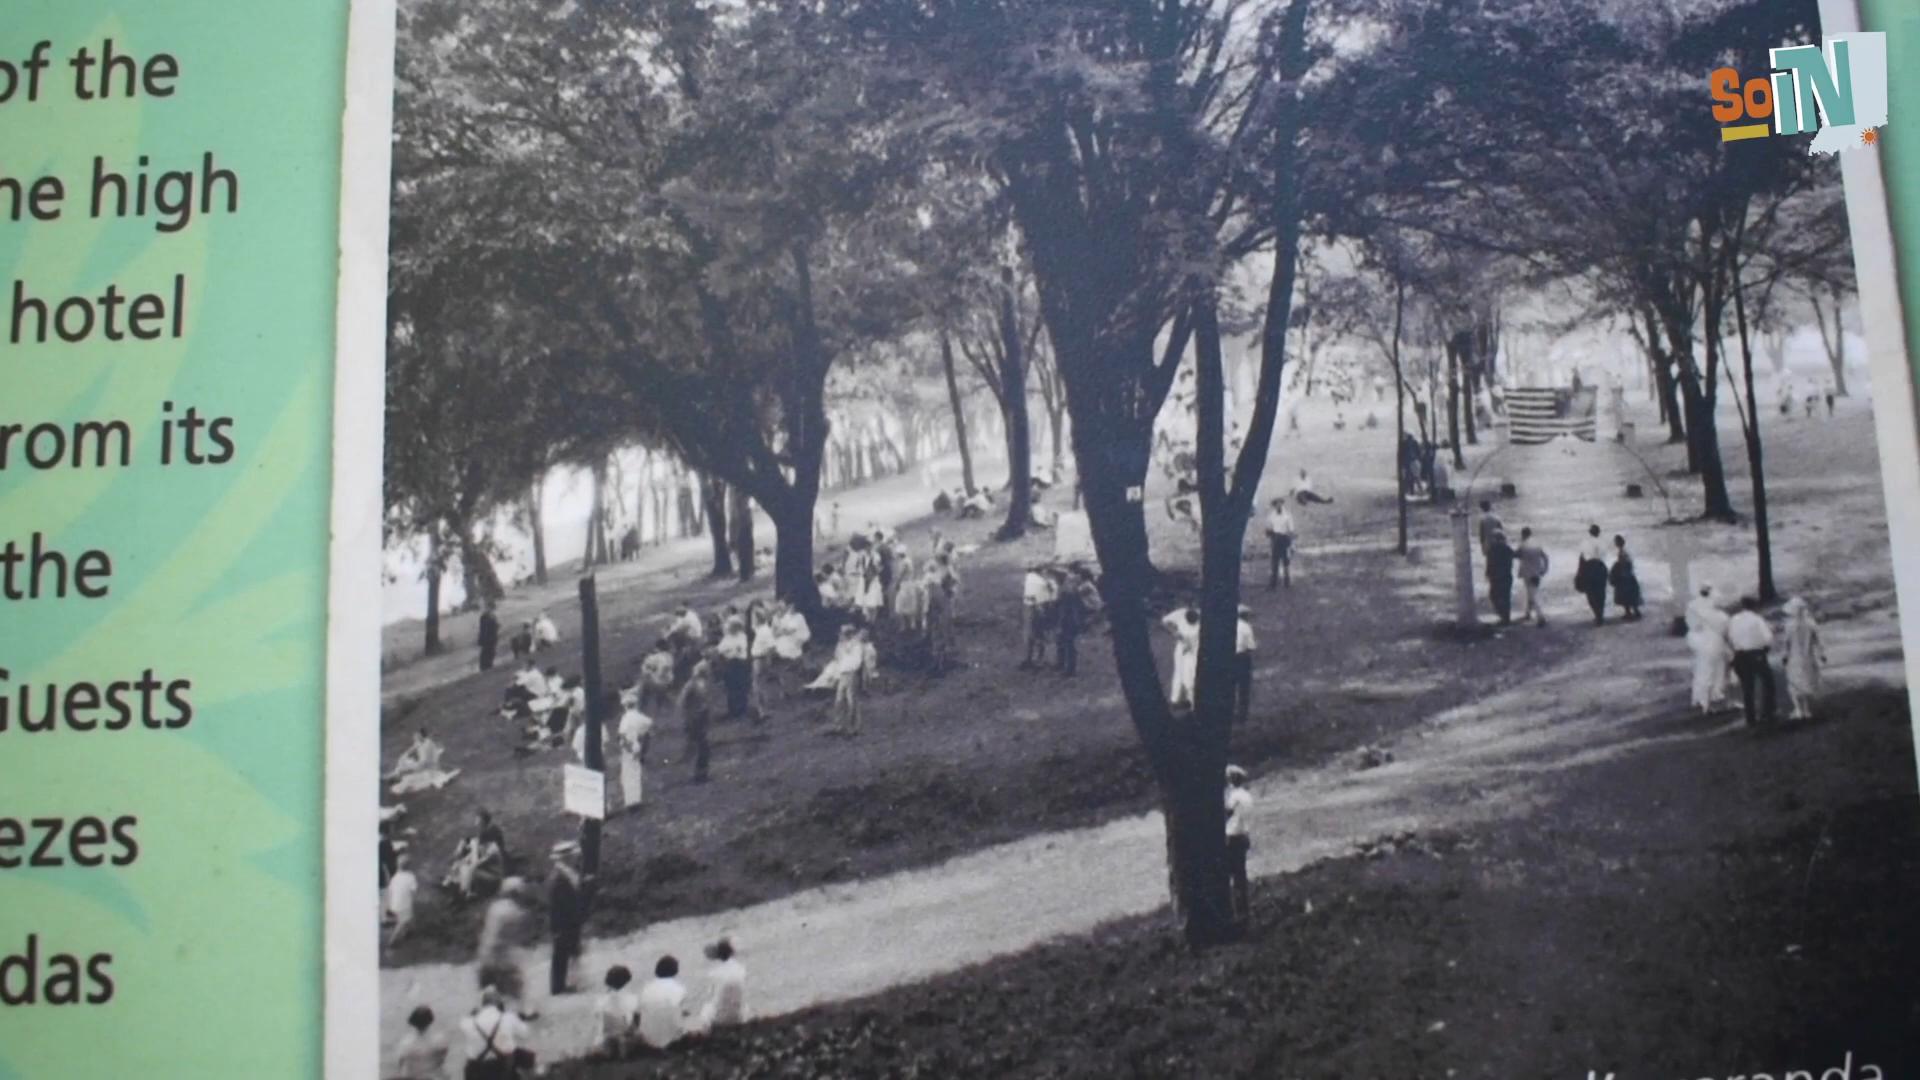 of the
he high
hotel
rom its
the
Guests
ezes
das
SoIN